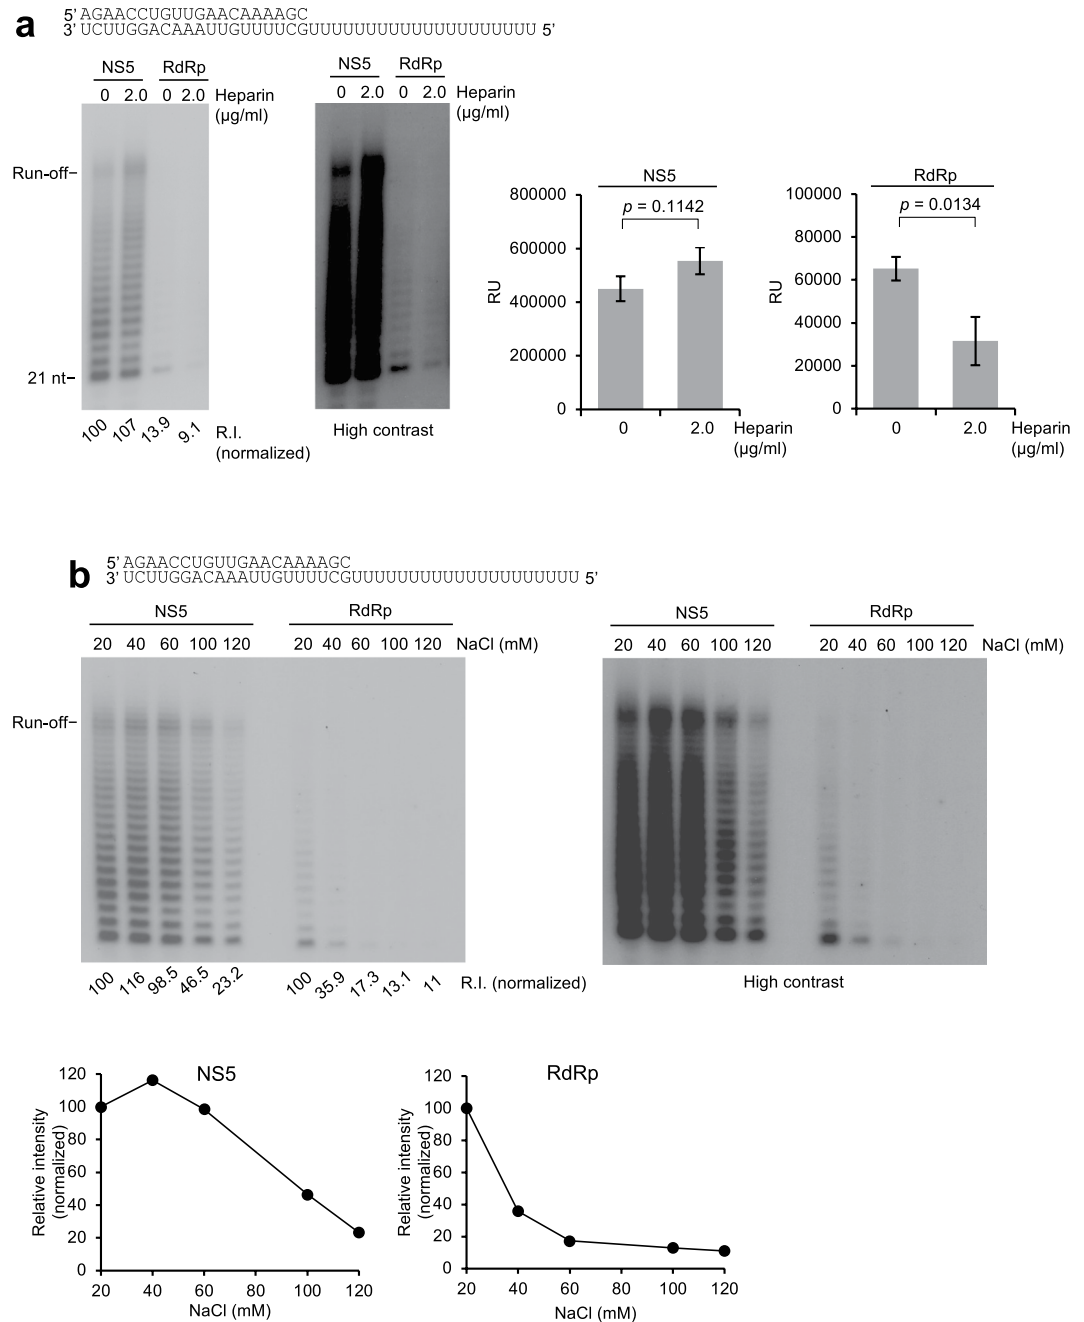 a
5' AGAACCUGUUGAACAAAAGC
3' UCUUGGACAAAUUGUUUUCGUUUUUUUUUUUUUUUUUUUU 5'
NS5 RdRp
0 2.0 0 2.0 Heparin
(µg/ml)
Run-off
21 nt
100 107 13.9 9.1 R.I.
(normalized)
NS5 RdRp
0 2.0 0 2.0 Heparin
(µg/ml)
High contrast
NS5
p = 0.1142
RU
800000
600000
400000
200000
0
0 2.0 Heparin
(µg/ml)
RdRp
p = 0.0134
RU
100000
80000
60000
40000
20000
0
0 2.0 Heparin
(µg/ml)
b
5' AGAACCUGUUGAACAAAAGC
3' UCUUGGACAAAUUGUUUUCGUUUUUUUUUUUUUUUUUUUU 5'
NS5 RdRp
20 40 60 100 120 20 40 60 100 120 NaCl (mM)
Run-off
100 116 98.5 46.5 23.2 100 35.9 17.3 13.1 11 R.I. (normalized)
NS5 RdRp
20 40 60 100 120 20 40 60 100 120 NaCl (mM)
High contrast
NS5
Relative intensity
(normalized)
120
100
80
60
40
20
0
20 40 60 80 100 120
NaCl (mM)
RdRp
Relative intensity
(normalized)
120
100
80
60
40
20
0
20 40 60 80 100 120
NaCl (mM)